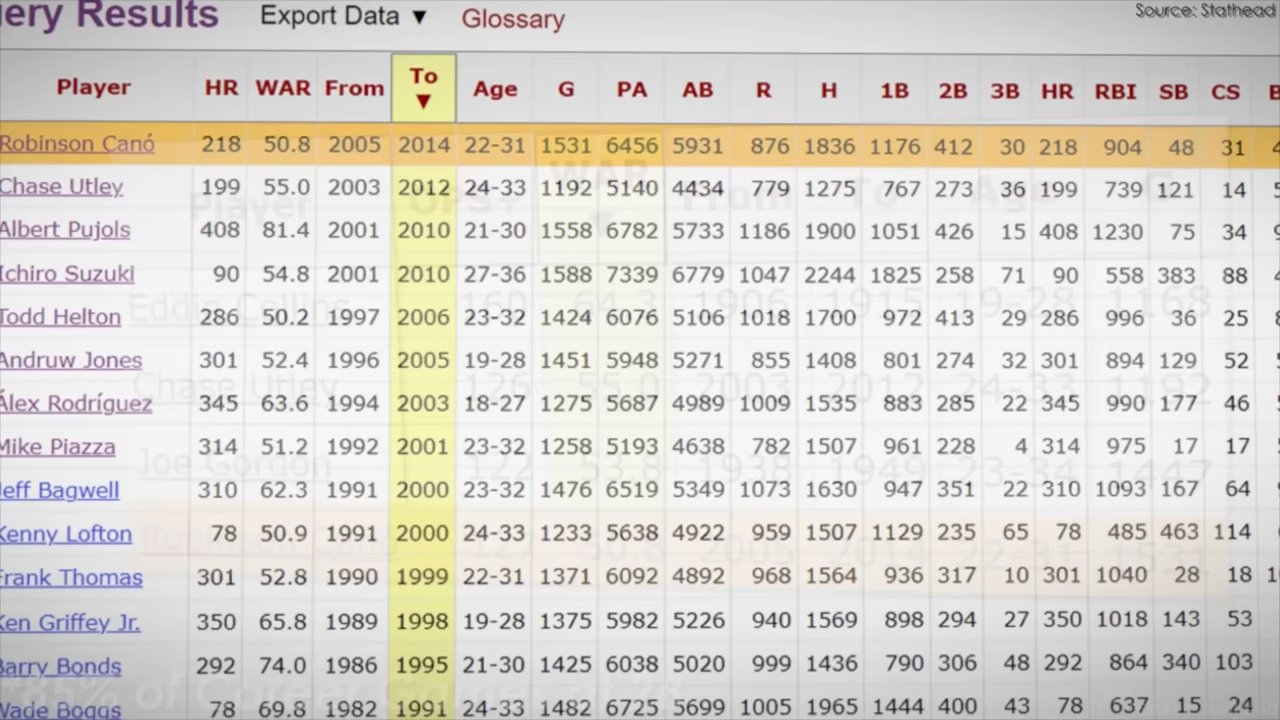 ery Results Export Data ▼ Glossary Source: Stathead
Player HR WAR From To ▼ Age G PA AB R H 1B 2B 3B HR RBI SB CS
Robinson Canó 218 50.8 2005 2014 22-31 1531 6456 5931 876 1836 1176 412 30 218 904 48 31
Chase Utley 199 55.0 2003 2012 24-33 1192 5140 4434 779 1275 767 273 36 199 739 121 14
Albert Pujols 408 81.4 2001 2010 21-30 1558 6782 5733 1186 1900 1051 426 15 408 1230 75 34
Ichiro Suzuki 90 54.8 2001 2010 27-36 1588 7339 6779 1047 2244 1825 258 71 90 558 383 88
Todd Helton 286 50.2 1997 2006 23-32 1424 6076 5106 1018 1700 972 413 29 286 996 36 25
Andruw Jones 301 52.4 1996 2005 19-28 1451 5948 5271 855 1408 801 274 32 301 894 129 52
Álex Rodríguez 345 63.6 1994 2003 18-27 1275 5687 4989 1009 1535 883 285 22 345 990 177 46
Mike Piazza 314 51.2 1992 2001 23-32 1258 5193 4638 782 1507 961 228 4 314 975 17 17
Jeff Bagwell 310 62.3 1991 2000 23-32 1476 6519 5349 1073 1630 947 351 22 310 1093 167 64
Kenny Lofton 78 50.9 1991 2000 24-33 1233 5638 4922 959 1507 1129 235 65 78 485 463 114
Frank Thomas 301 52.8 1990 1999 22-31 1371 6092 4892 968 1564 936 317 10 301 1040 28 18
Ken Griffey Jr. 350 65.8 1989 1998 19-28 1375 5982 5226 940 1569 898 294 27 350 1018 143 53
Barry Bonds 292 74.0 1986 1995 21-30 1425 6038 5020 999 1436 790 306 48 292 864 340 103
Wade Boggs 78 69.8 1982 1991 24-33 1482 6725 5699 1005 1965 1444 400 43 78 637 15 24